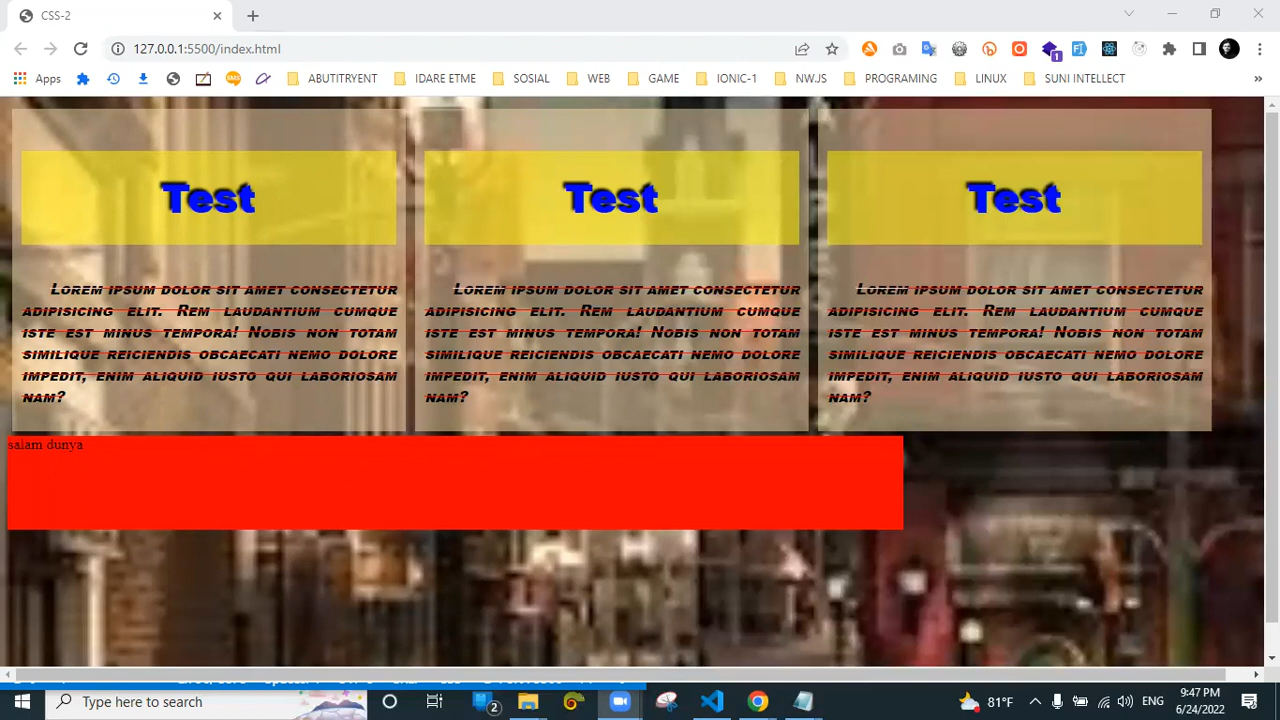 CSS-2
127.0.0.1:5500/index.html
Apps ABUTITRYENT IDARE ETME SOSIAL WEB GAME IONIC-1 NW.JS PROGRAMING LINUX SUNI INTELLECT »
Test
Lorem ipsum dolor sit amet consectetur
adipisicing elit. Rem laudantium cumque
iste est minus tempora! Nobis non totam
similique reiciendis obcaecati nemo dolore
impedit, enim aliquid iusto qui laboriosam
nam?
Test
Lorem ipsum dolor sit amet consectetur
adipisicing elit. Rem laudantium cumque
iste est minus tempora! Nobis non totam
similique reiciendis obcaecati nemo dolore
impedit, enim aliquid iusto qui laboriosam
nam?
Test
Lorem ipsum dolor sit amet consectetur
adipisicing elit. Rem laudantium cumque
iste est minus tempora! Nobis non totam
similique reiciendis obcaecati nemo dolore
impedit, enim aliquid iusto qui laboriosam
nam?
salam dunya
Type here to search
2
81°F
ENG
9:47 PM
6/24/2022